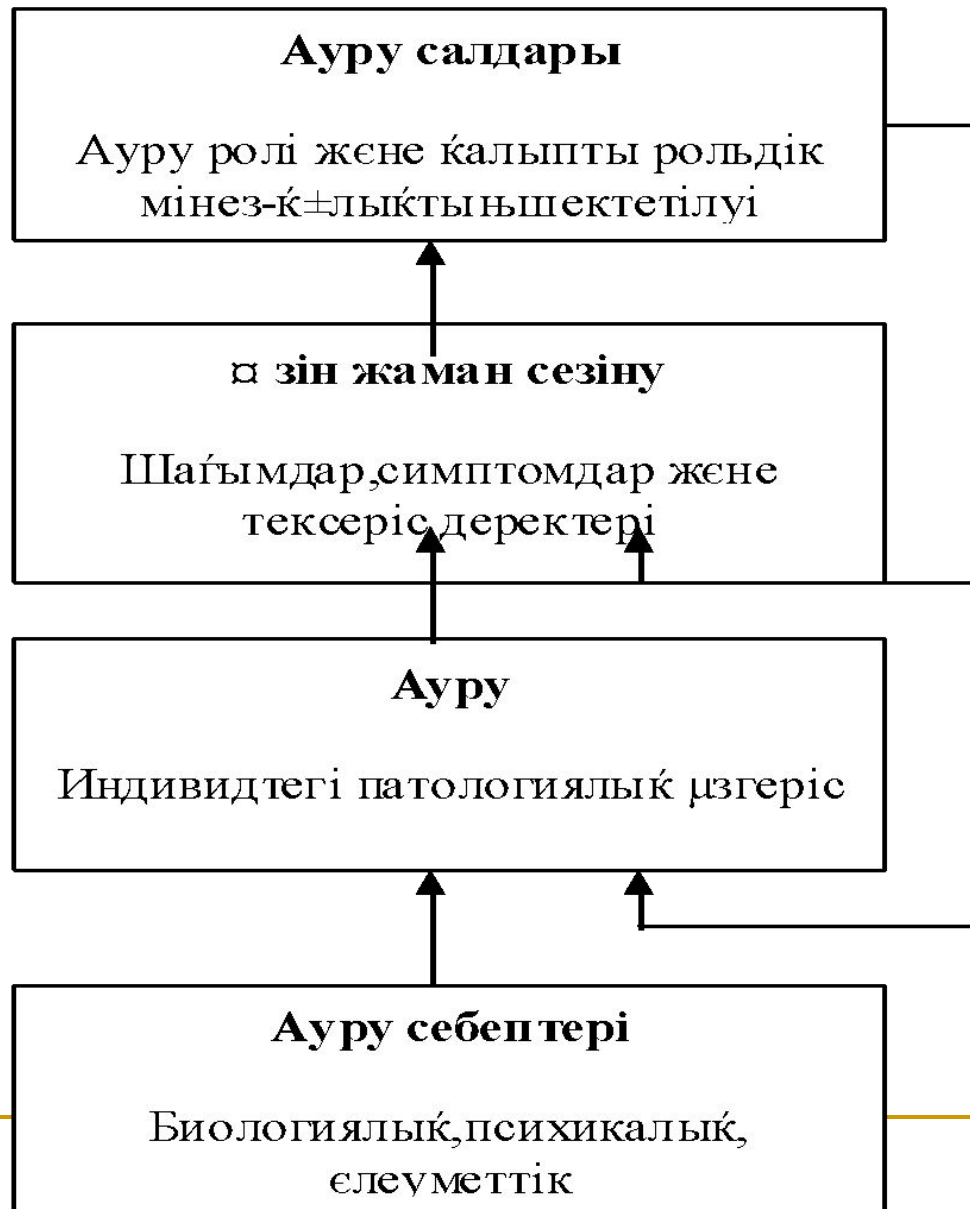 Ауру салдары
Ауру ролі жєне ќалыпты рольдік
мінез-ќ±лыќтыњшектетілуі
¤ зін жаман сезіну
Шаѓымдар,симптомдар жєне
тексеріс деректері
Ауру
Индивидтегі патологиялыќ µзгеріс
Ауру себептері
Биологиялыќ,психикалыќ,
єлеуметтік